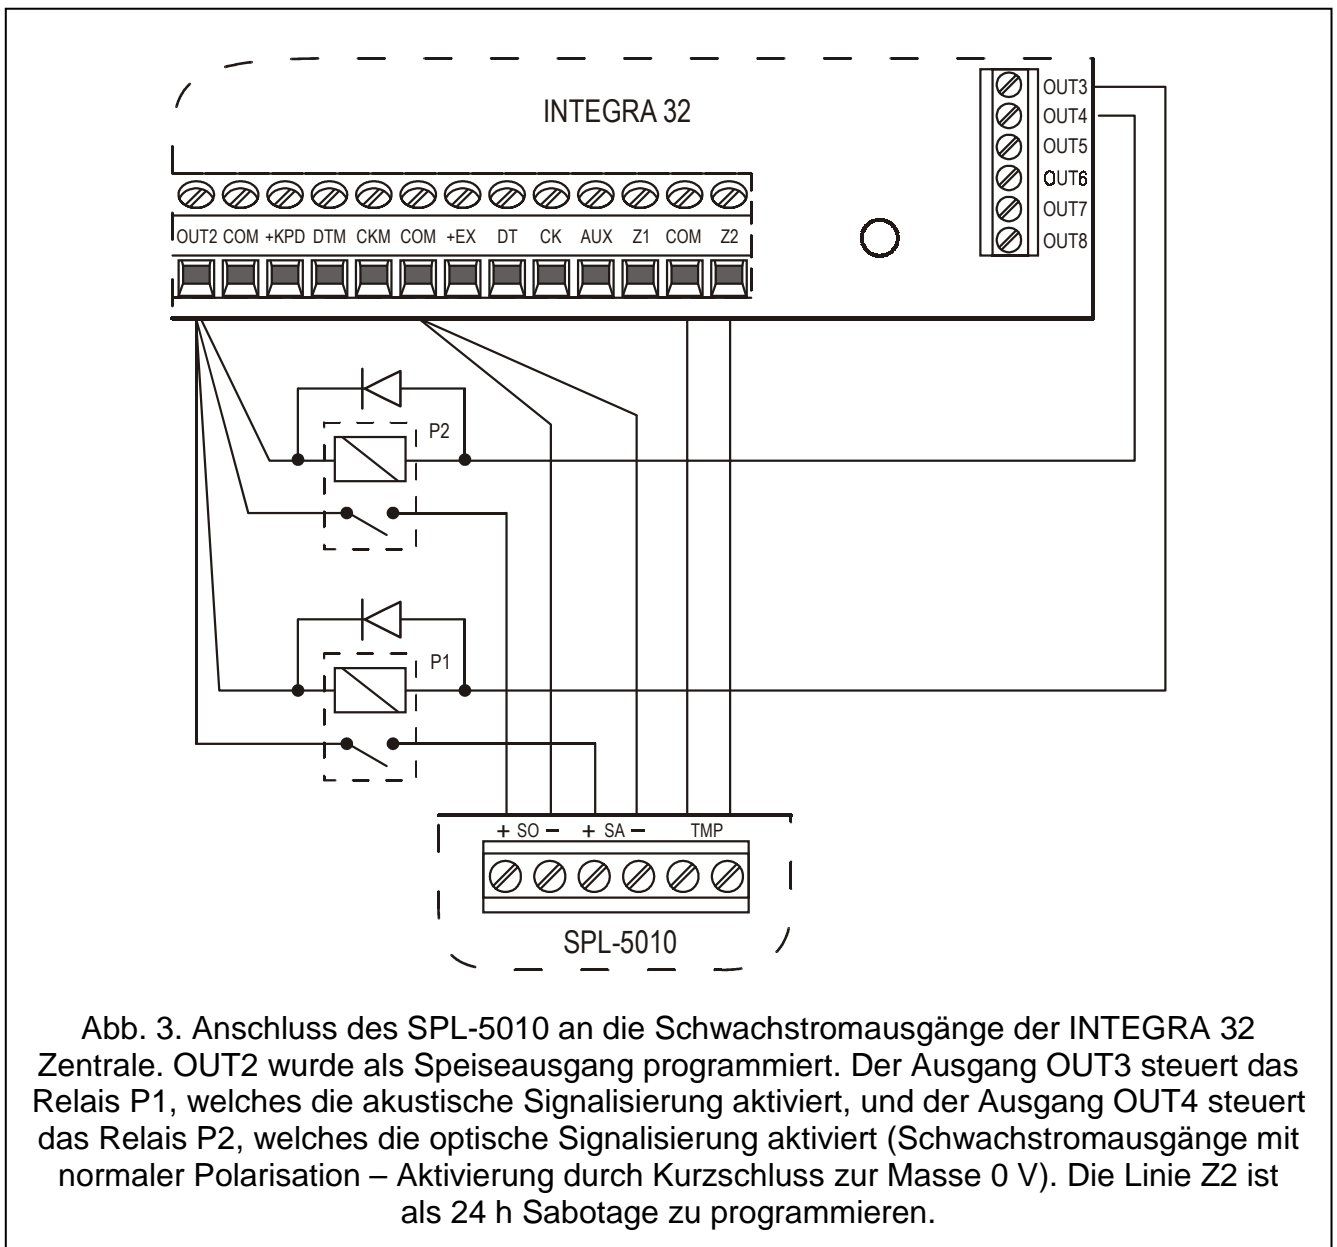 INTEGRA 32
OUT3
OUT4
OUT5
OUT6
OUT7
OUT8
OUT2 COM +KPD DTM CKM COM +EX DT CK AUX Z1 COM Z2
P2
P1
+ SO − + SA − TMP
SPL-5010
Abb. 3. Anschluss des SPL-5010 an die Schwachstromausgänge der INTEGRA 32
Zentrale. OUT2 wurde als Speiseausgang programmiert. Der Ausgang OUT3 steuert das
Relais P1, welches die akustische Signalisierung aktiviert, und der Ausgang OUT4 steuert
das Relais P2, welches die optische Signalisierung aktiviert (Schwachstromausgänge mit
normaler Polarisation – Aktivierung durch Kurzschluss zur Masse 0 V). Die Linie Z2 ist
als 24 h Sabotage zu programmieren.